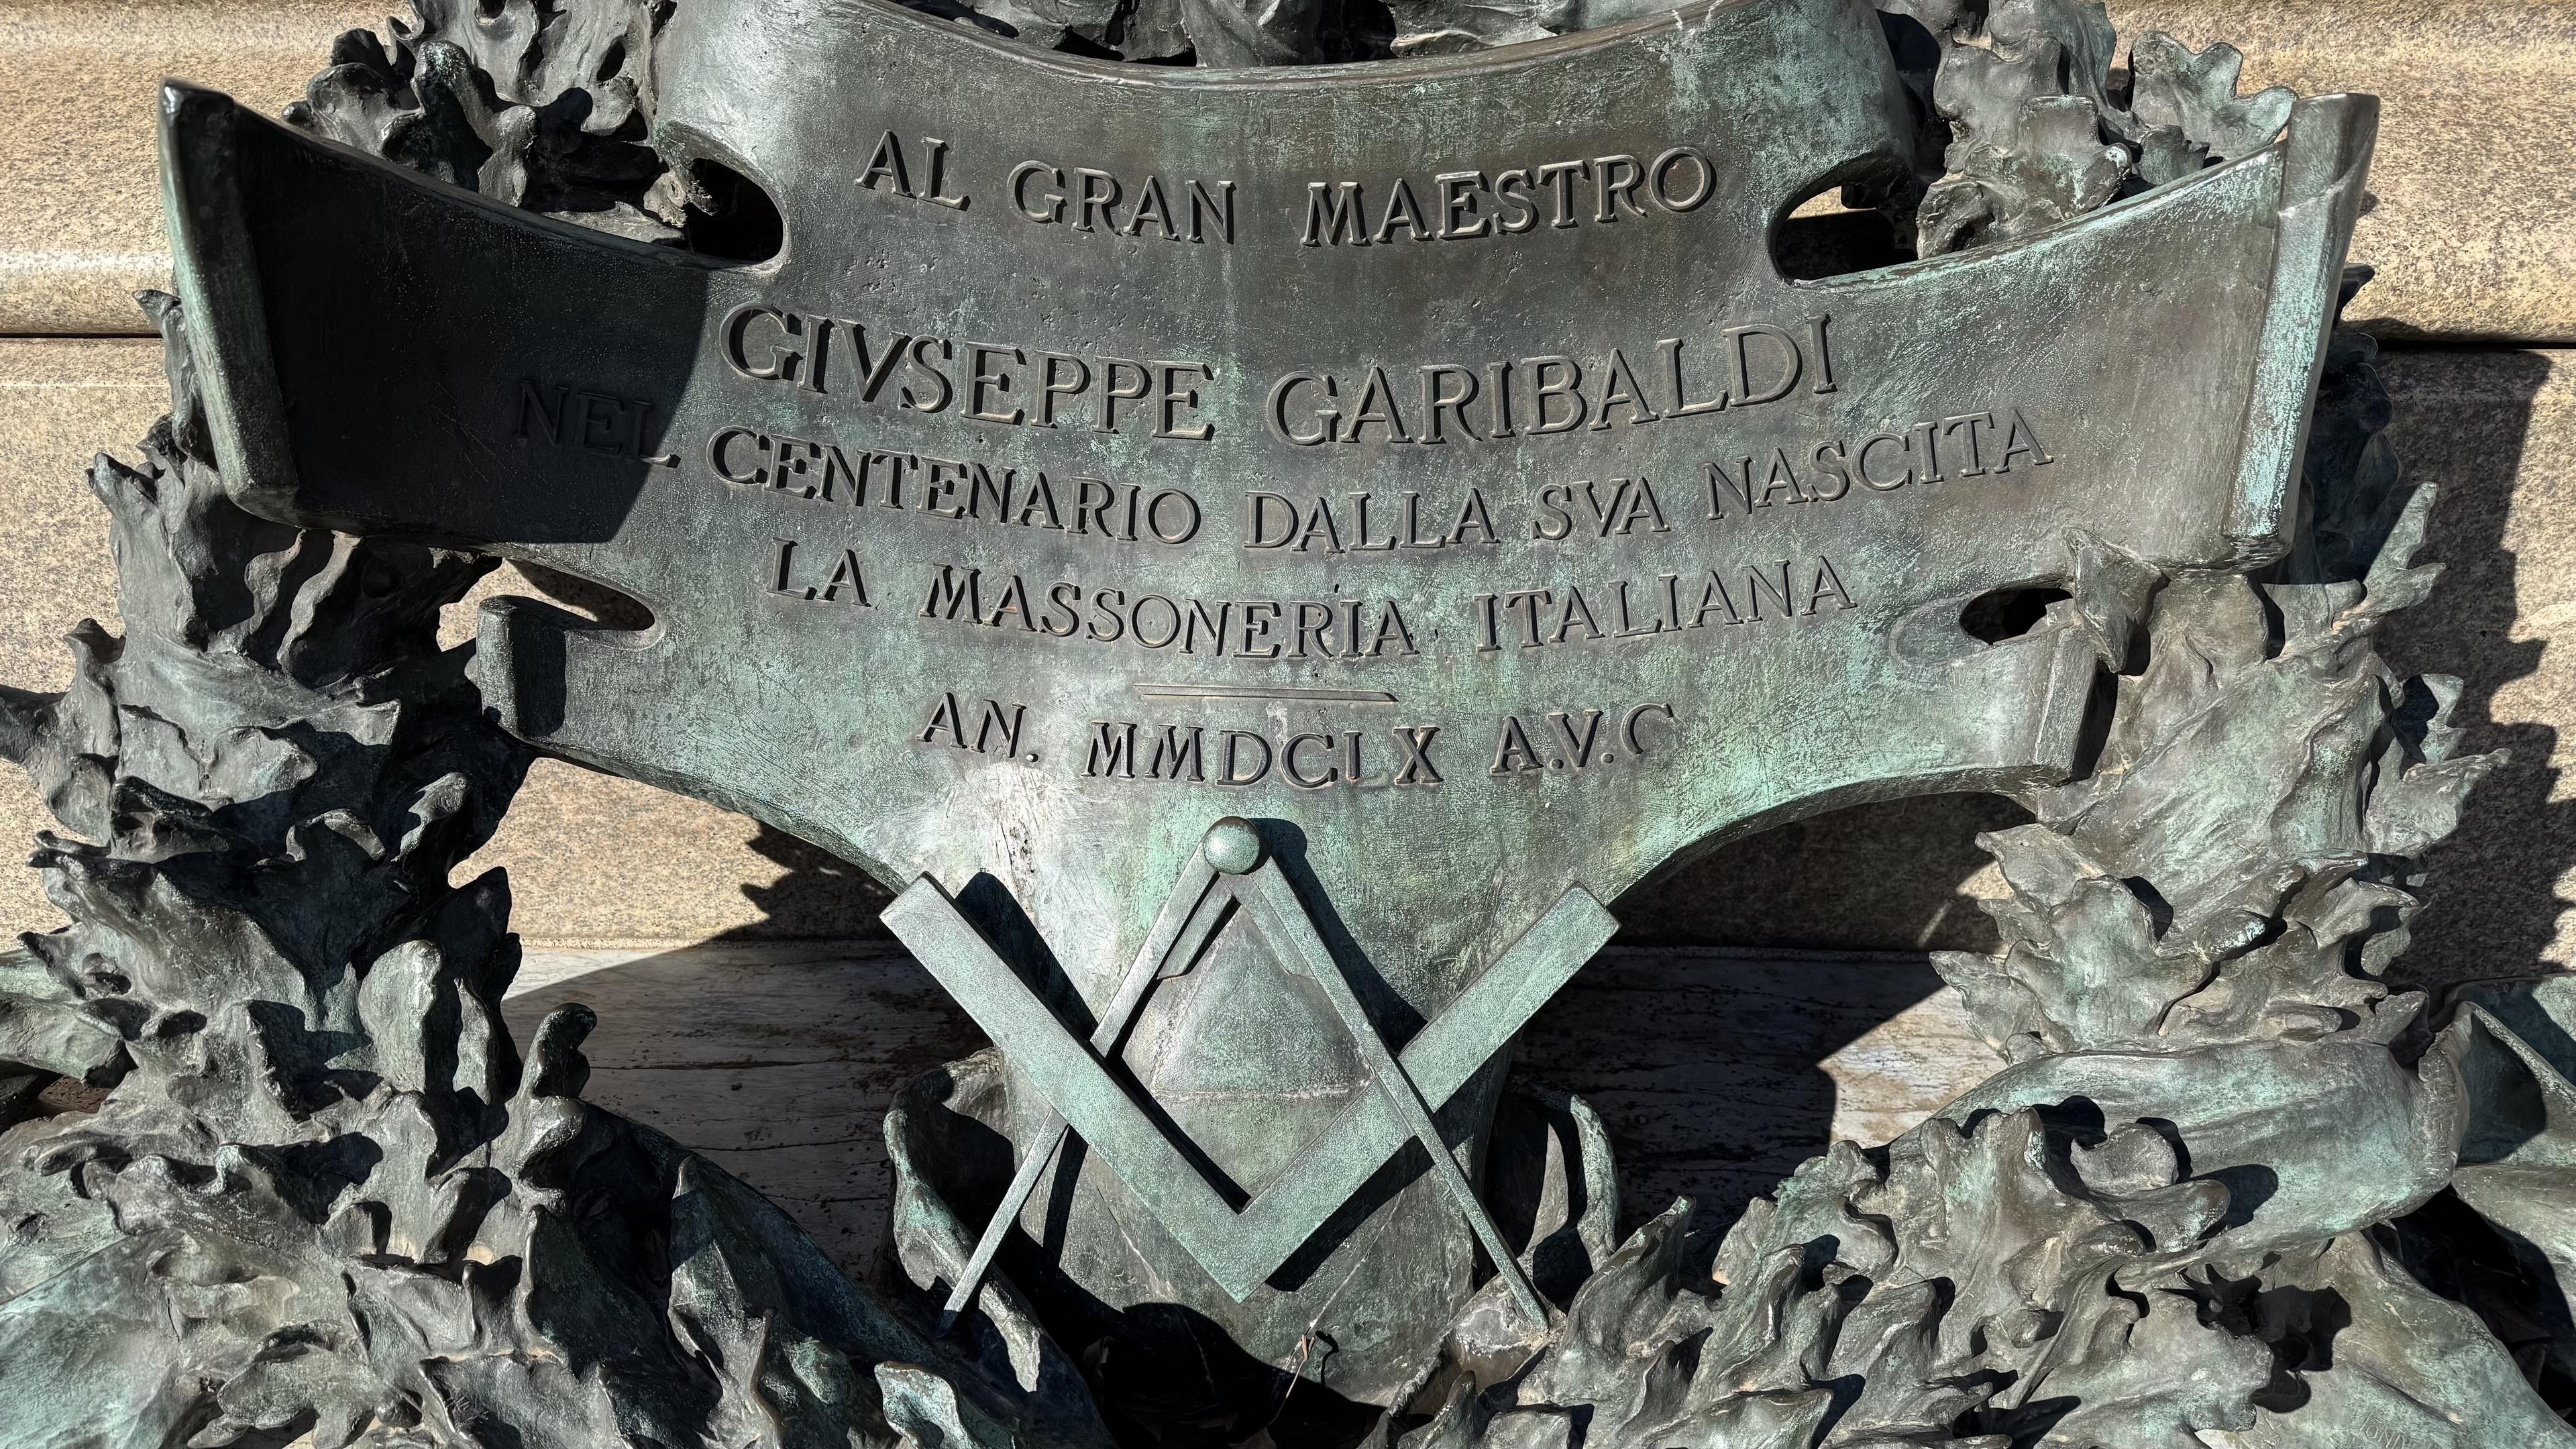 AL GRAN MAESTRO
GIVSEPPE GARIBALDI
NEL CENTENARIO DALLA SVA NASCITA
LA MASSONERIA ITALIANA
AN. MMDCLX A.V.C